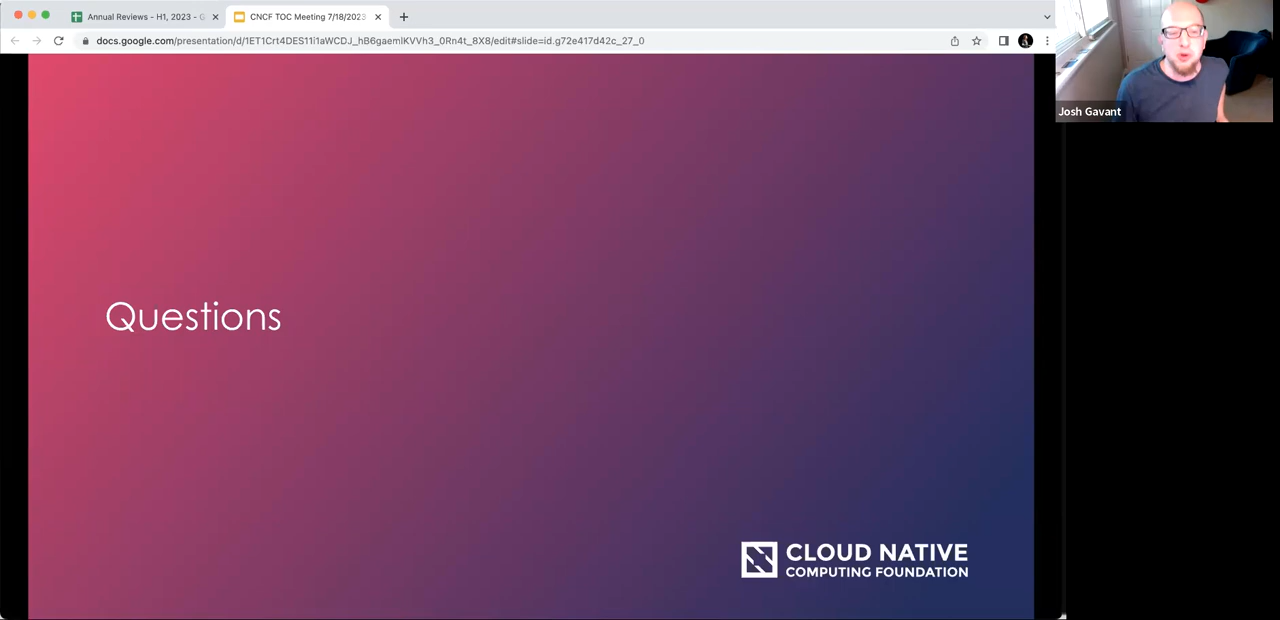 Annual Reviews - H1, 2023 - G
CNCF TOC Meeting 7/18/2023
docs.google.com/presentation/d/1ET1Crt4DES11i1aWCDJ_hB6gaemlKVVh3_0Rn4t_8X8/edit#slide=id.g72e417d42c_27_0
Josh Gavant
Questions
CLOUD NATIVE
COMPUTING FOUNDATION